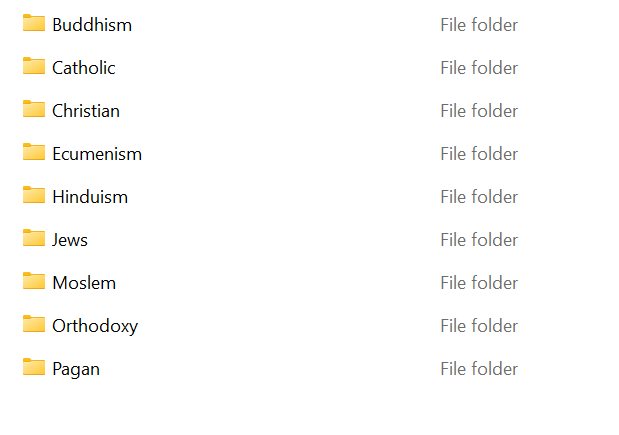 Buddhism File folder
Catholic File folder
Christian File folder
Ecumenism File folder
Hinduism File folder
Jews File folder
Moslem File folder
Orthodoxy File folder
Pagan File folder